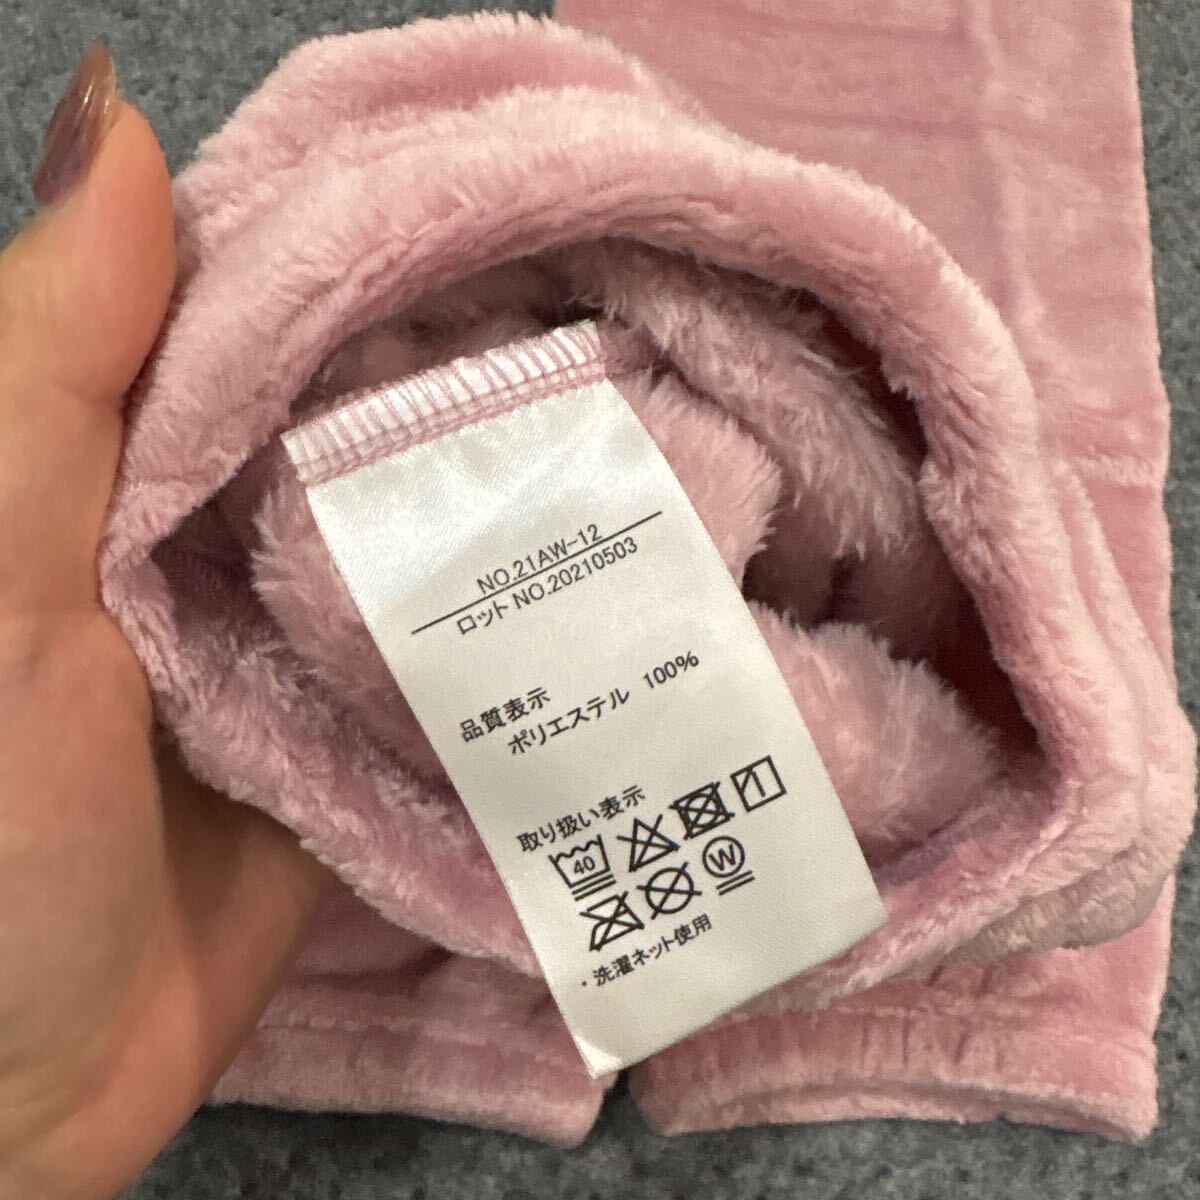 NO.21AW-12
ロット NO.20210503
品質表示
ポリエステル 100%
取り扱い表示
40
W
・洗濯ネット使用